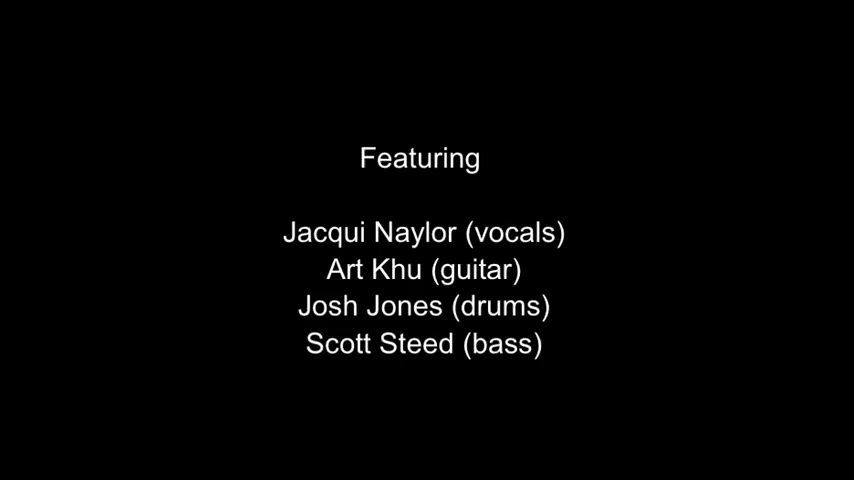 Featuring
Jacqui Naylor (vocals)
Art Khu (guitar)
Josh Jones (drums)
Scott Steed (bass)